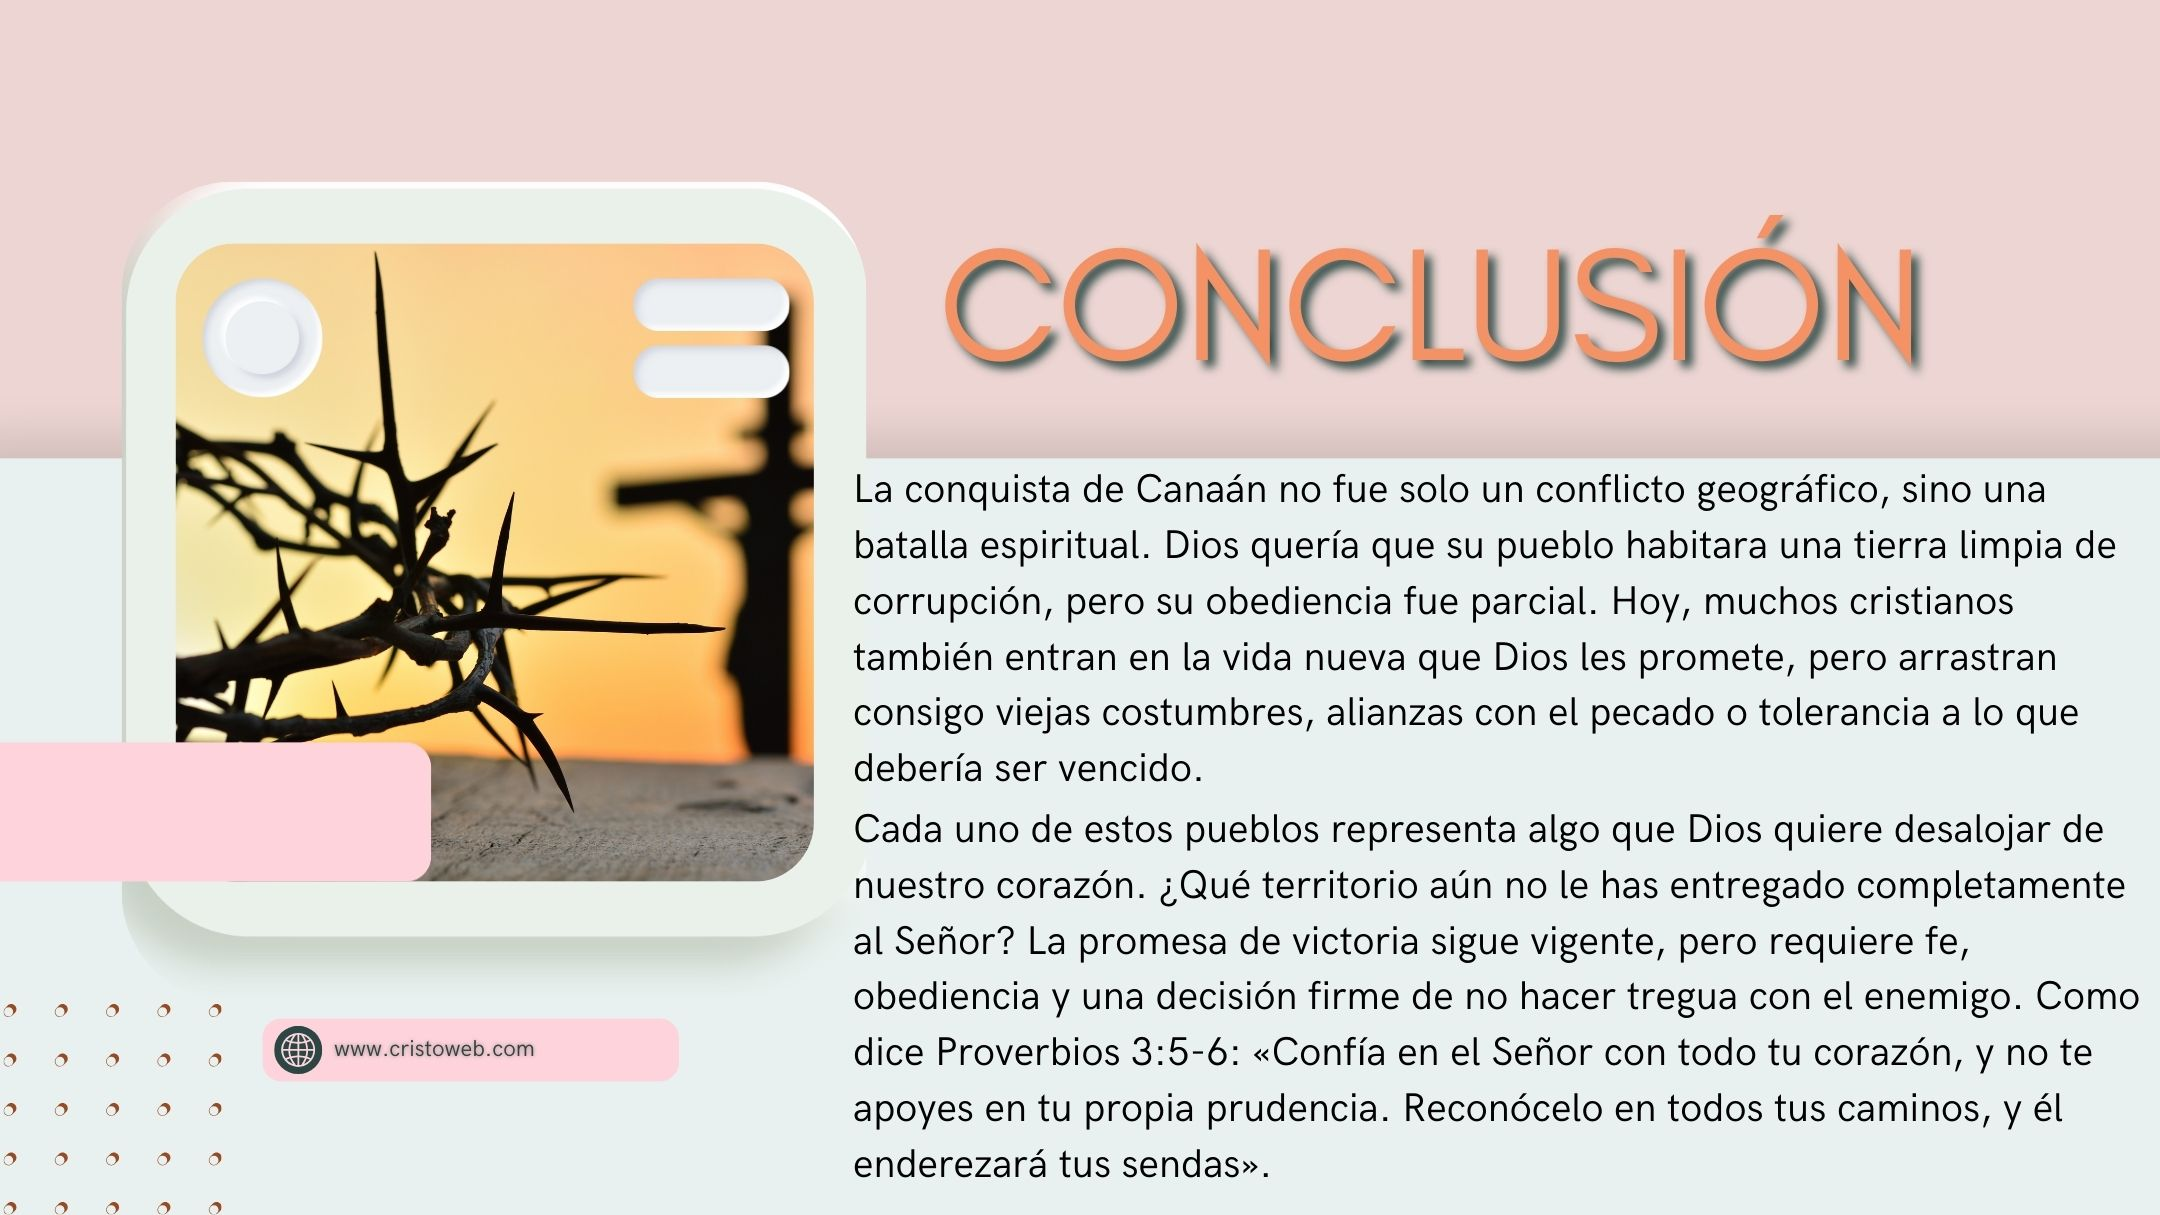 CONCLUSIÓN
La conquista de Canaán no fue solo un conflicto geográfico, sino una
batalla espiritual. Dios quería que su pueblo habitara una tierra limpia de
corrupción, pero su obediencia fue parcial. Hoy, muchos cristianos
también entran en la vida nueva que Dios les promete, pero arrastran
consigo viejas costumbres, alianzas con el pecado o tolerancia a lo que
debería ser vencido.
Cada uno de estos pueblos representa algo que Dios quiere desalojar de
nuestro corazón. ¿Qué territorio aún no le has entregado completamente
al Señor? La promesa de victoria sigue vigente, pero requiere fe,
obediencia y una decisión firme de no hacer tregua con el enemigo. Como
dice Proverbios 3:5-6: «Confía en el Señor con todo tu corazón, y no te
apoyes en tu propia prudencia. Reconócelo en todos tus caminos, y él
enderezará tus sendas».
www.cristoweb.com